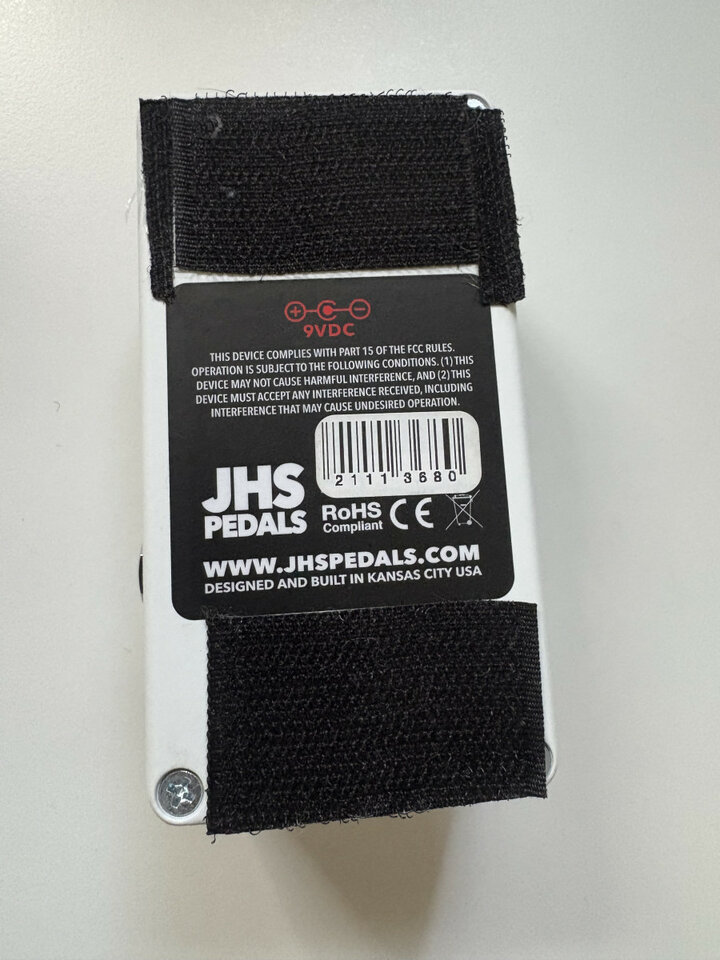 9VDC
THIS DEVICE COMPLIES WITH PART 15 OF THE FCC RULES.
OPERATION IS SUBJECT TO THE FOLLOWING CONDITIONS. (1) THIS
DEVICE MAY NOT CAUSE HARMFUL INTERFERENCE, AND (2) THIS
DEVICE MUST ACCEPT ANY INTERFERENCE RECEIVED, INCLUDING
INTERFERENCE THAT MAY CAUSE UNDESIRED OPERATION.
2111 3680
JHS
PEDALS
RoHS
Compliant
CE
WWW.JHSPEDALS.COM
DESIGNED AND BUILT IN KANSAS CITY USA